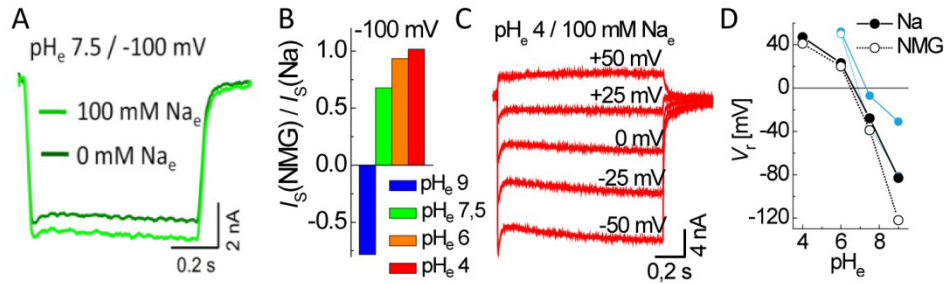 A
pHe 7.5 / -100 mV
100 mM Nae
0 mM Nae
2 nA
0.2 s
B
-100 mV
IS(NMG) / IS(Na)
1.0
0.5
0.0
-0.5
pHe 9
pHe 7,5
pHe 6
pHe 4
C
pHe 4 / 100 mM Nae
+50 mV
+25 mV
0 mV
-25 mV
-50 mV
4 nA
0,2 s
D
Na
NMG
Vr [mV]
40
0
-40
-80
-120
4 6 8
pHe